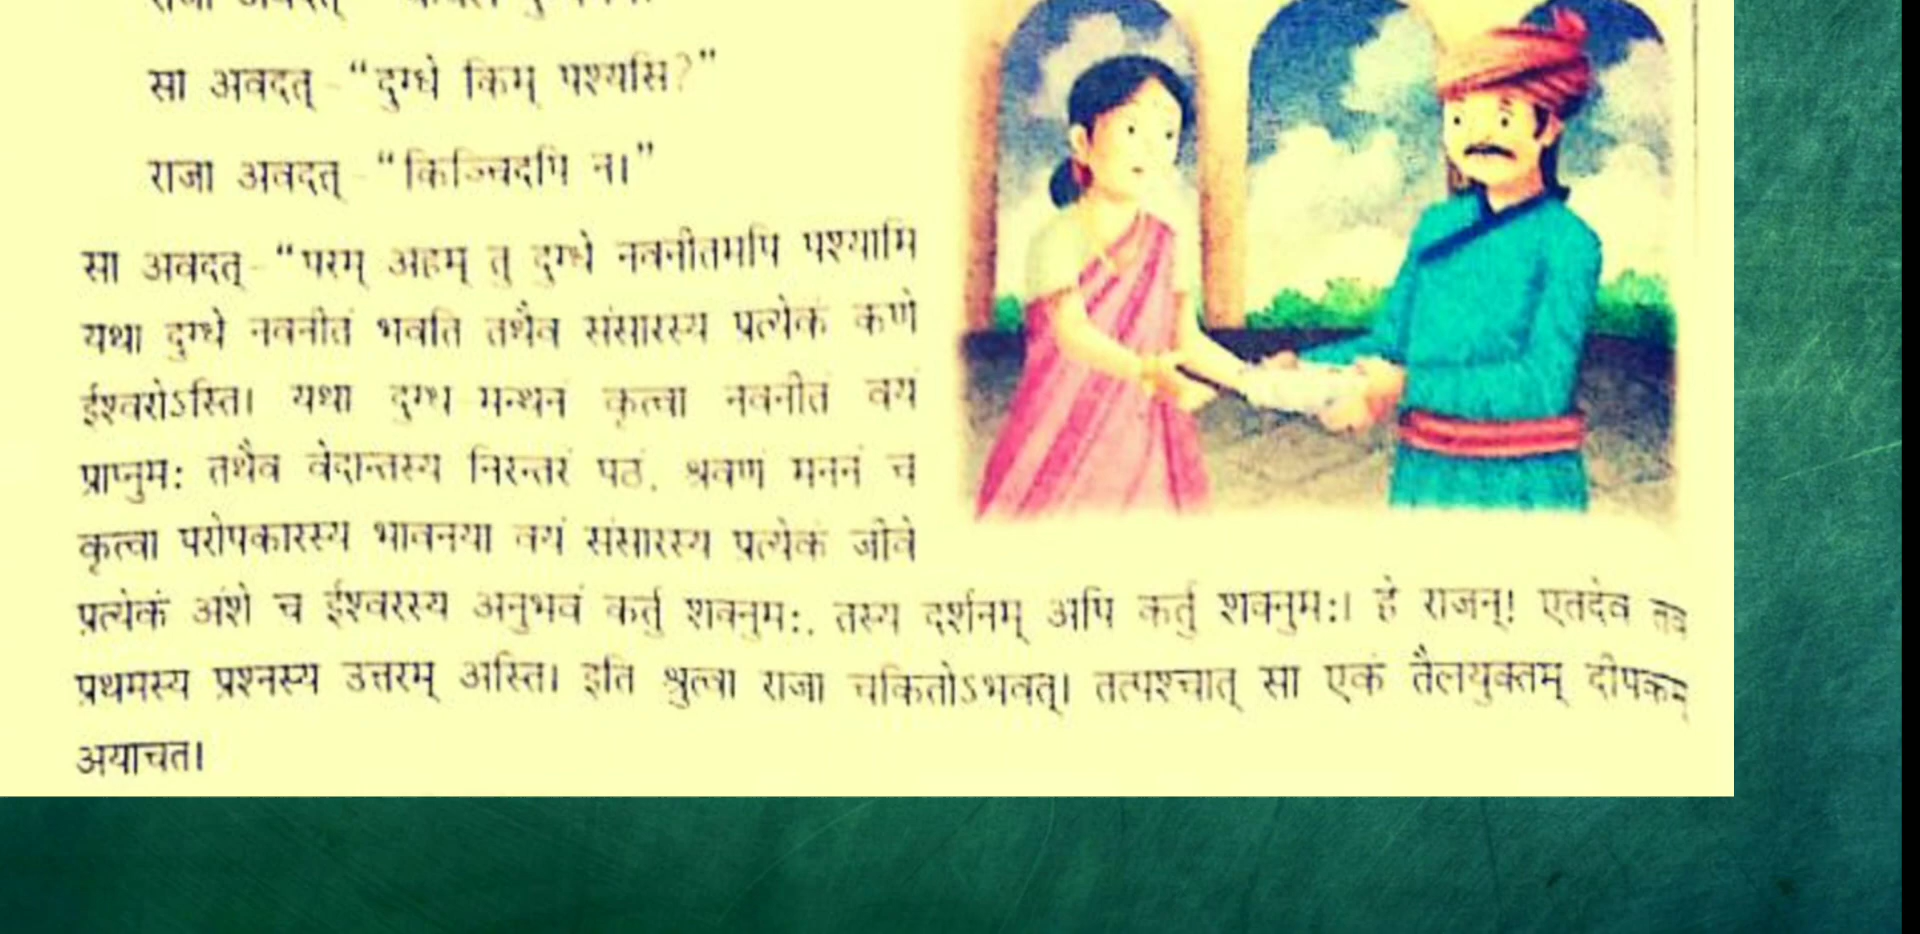 राजा अवदत्
सा अवदत् - “दुग्धे किम् पश्यसि?”
राजा अवदत् - “किञ्चिदपि न।”
सा अवदत् - “परम् अहम् तु दुग्धे नवनीतमपि पश्यामि
यथा दुग्धे नवनीतं भवति तथैव संसारस्य प्रत्येकं कणे
ईश्वरोऽस्ति। यथा दुग्ध मन्थनं कृत्वा नवनीतं वयं
प्राप्नुमः तथैव वेदान्तस्य निरन्तरं पठं, श्रवणं मननं च
कृत्वा परोपकारस्य भावनया वयं संसारस्य प्रत्येकं जीवे
प्रत्येकं अंशे च ईश्वरस्य अनुभवं कर्तुं शक्नुमः, तस्य दर्शनम् अपि कर्तुं शक्नुमः। हे राजन्! एतदेव तव
प्रथमस्य प्रश्नस्य उत्तरम् अस्ति। इति श्रुत्वा राजा चकितोऽभवत्। तत्पश्चात् सा एकं तैलयुक्तम् दीपकम्
अयाचत।